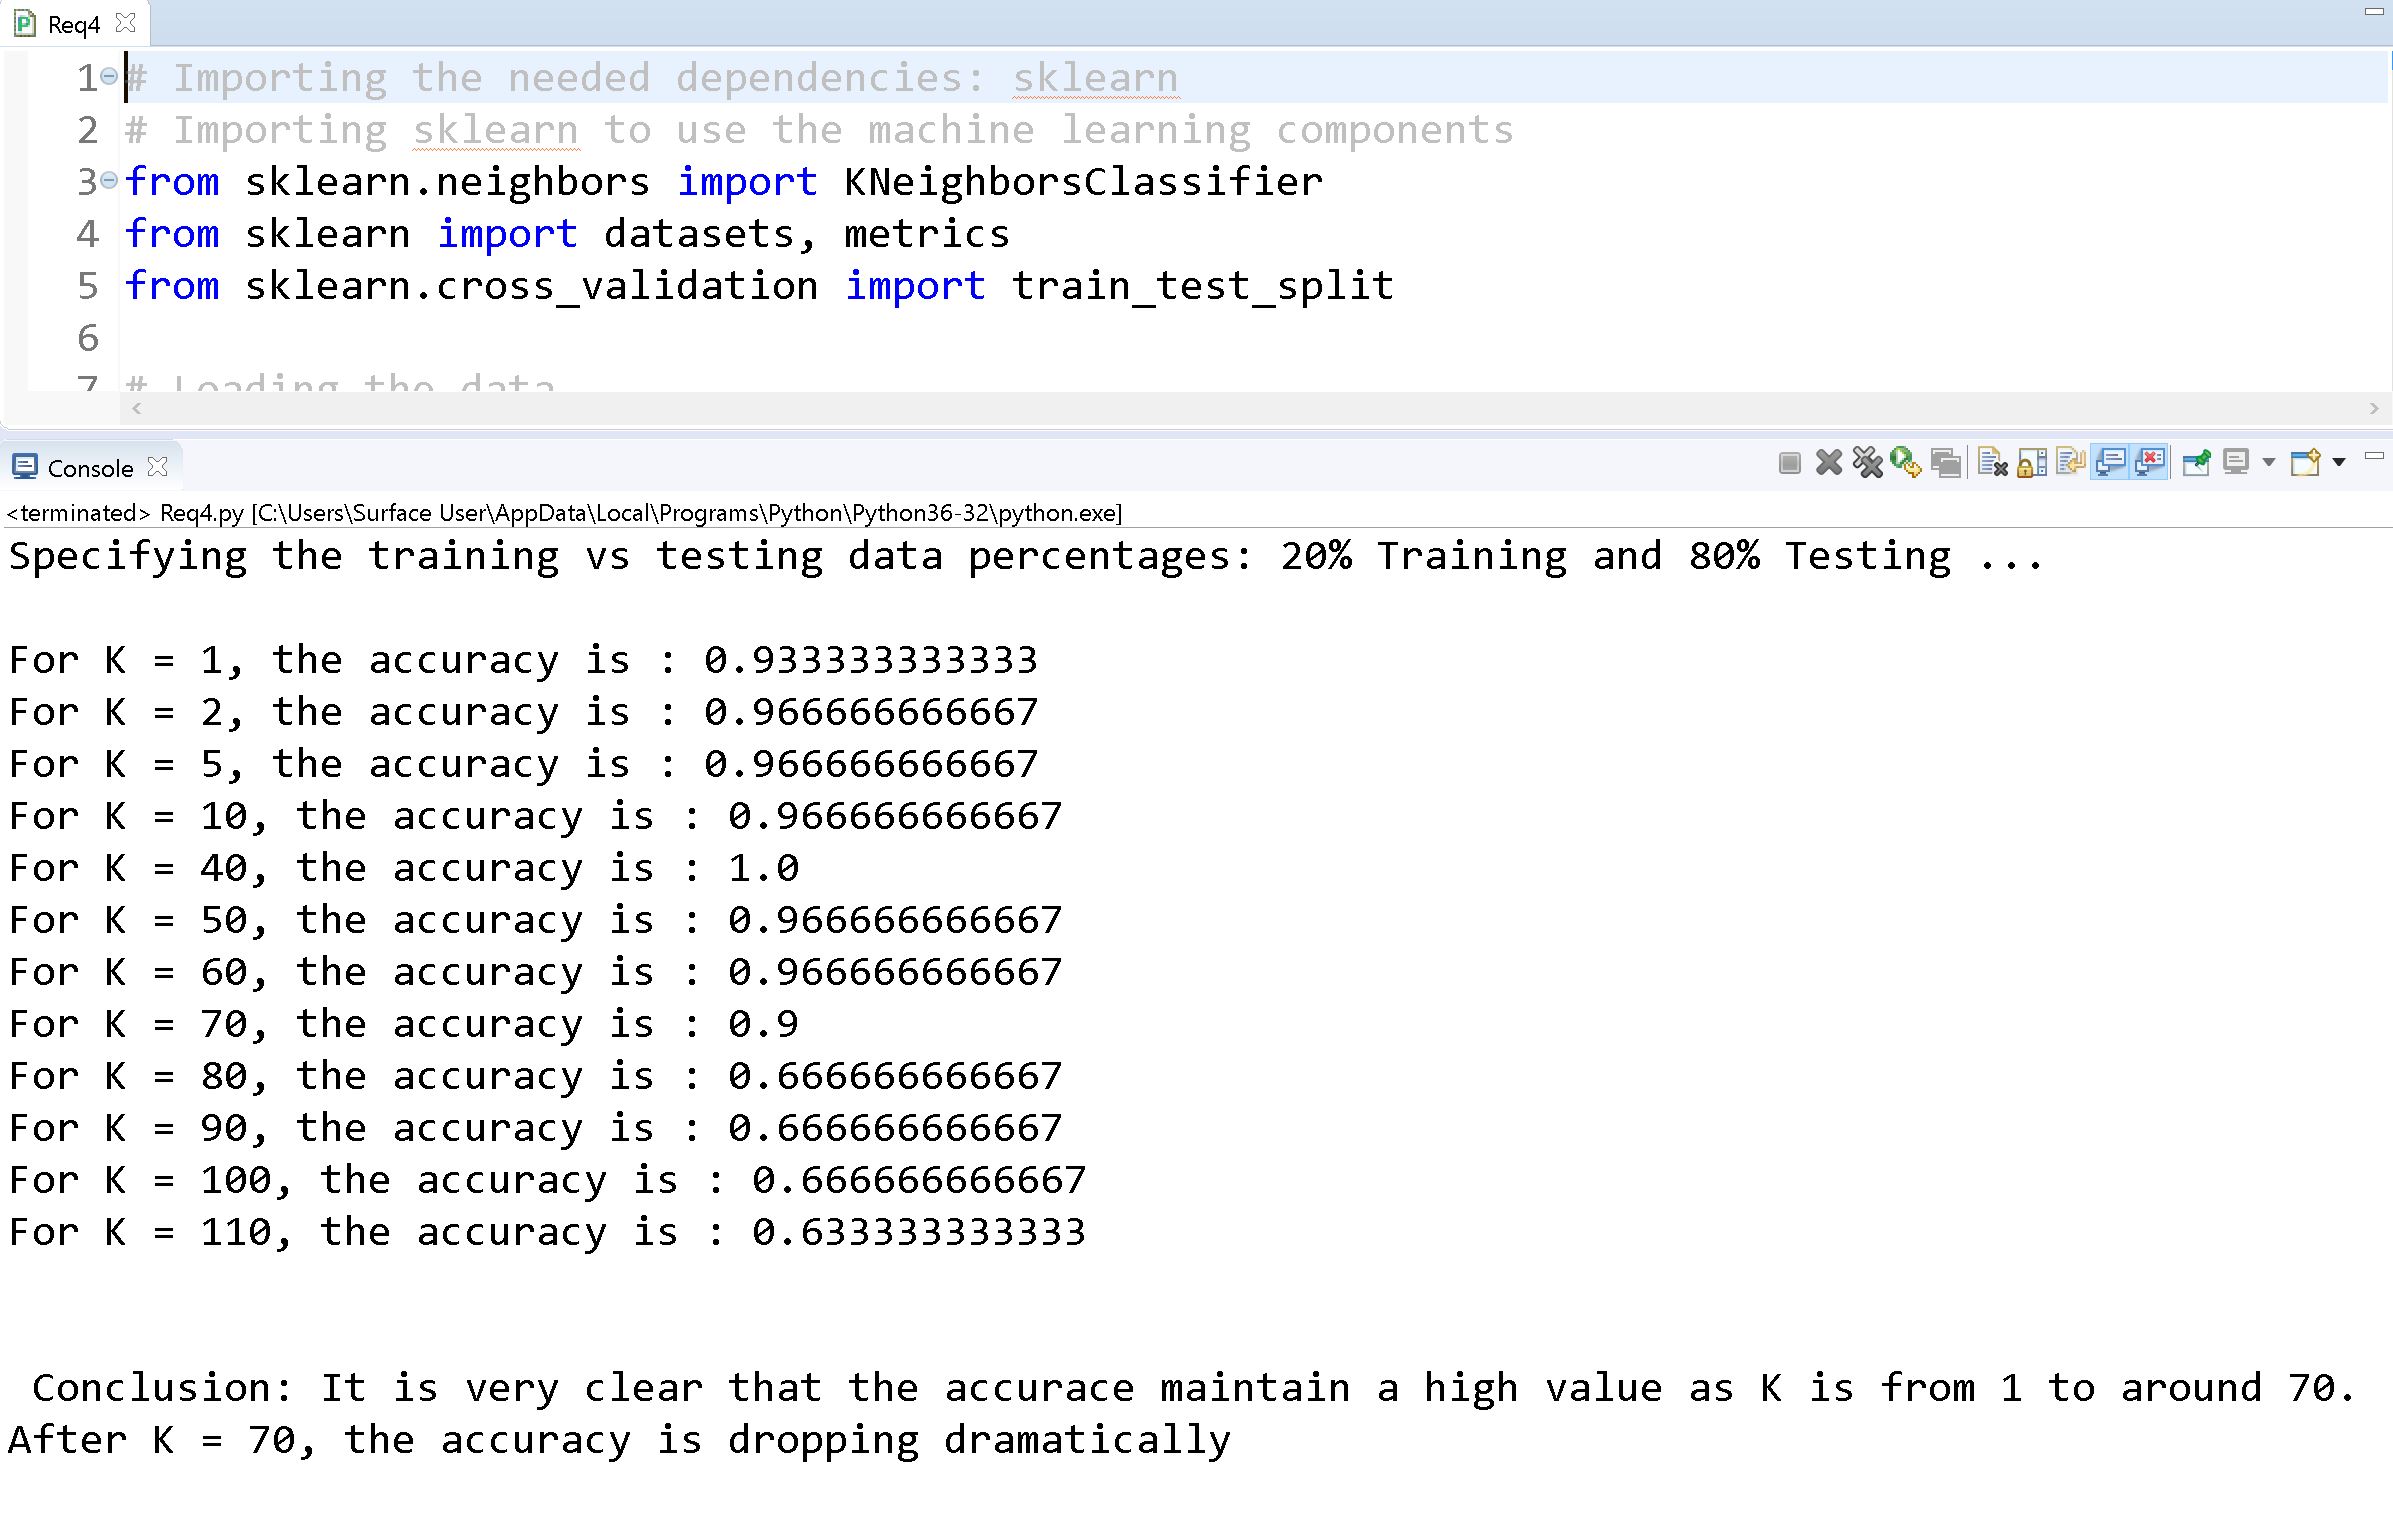 Req4
1 # Importing the needed dependencies: sklearn
2 # Importing sklearn to use the machine learning components
3 from sklearn.neighbors import KNeighborsClassifier
4 from sklearn import datasets, metrics
5 from sklearn.cross_validation import train_test_split
6
7 # Loading the data
Console
<terminated> Req4.py [C:\Users\Surface User\AppData\Local\Programs\Python\Python36-32\python.exe]
Specifying the training vs testing data percentages: 20% Training and 80% Testing ...
For K = 1, the accuracy is : 0.933333333333
For K = 2, the accuracy is : 0.966666666667
For K = 5, the accuracy is : 0.966666666667
For K = 10, the accuracy is : 0.966666666667
For K = 40, the accuracy is : 1.0
For K = 50, the accuracy is : 0.966666666667
For K = 60, the accuracy is : 0.966666666667
For K = 70, the accuracy is : 0.9
For K = 80, the accuracy is : 0.666666666667
For K = 90, the accuracy is : 0.666666666667
For K = 100, the accuracy is : 0.666666666667
For K = 110, the accuracy is : 0.633333333333
Conclusion: It is very clear that the accurace maintain a high value as K is from 1 to around 70.
After K = 70, the accuracy is dropping dramatically